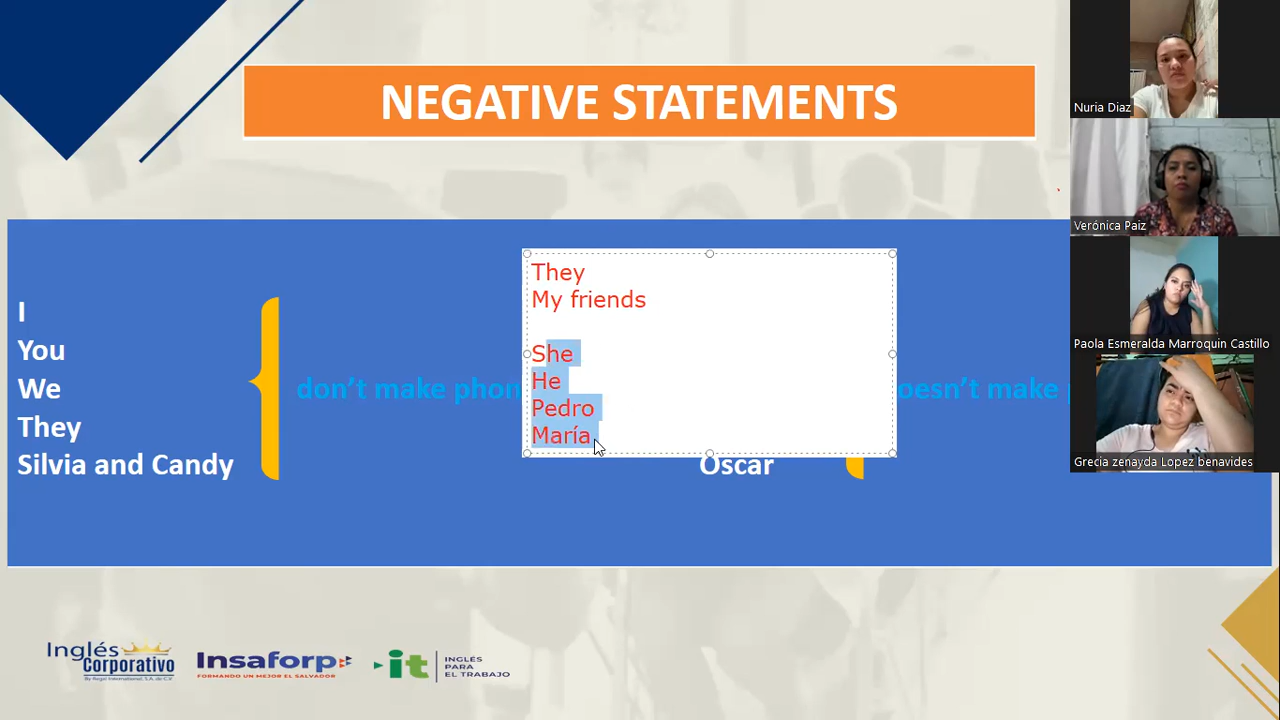 NEGATIVE STATEMENTS
I
You
We
They
Silvia and Candy
don't make phon
They
My friends
She
He
Pedro
María
oesn't make
Oscar
Nuria Diaz
Verónica Paiz
Paola Esmeralda Marroquin Castillo
Grecia zenayda Lopez benavides
Inglés
Corporativo
By Regal International, S.A. de C.V
Insaforp
FORMANDO UN MEJOR EL SALVADOR
it
INGLÉS
PARA
EL TRABAJO